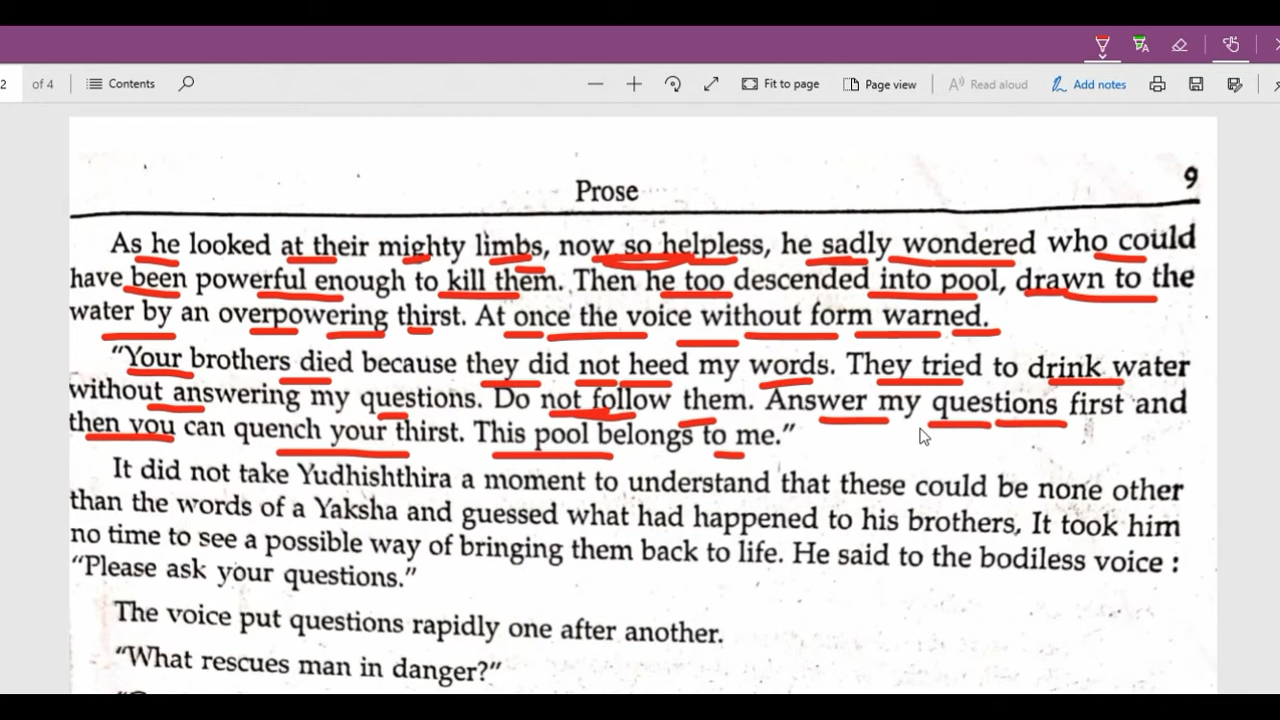 2 of 4 Contents Fit to page Page view Read aloud Add notes
Prose 9
As he looked at their mighty limbs, now so helpless, he sadly wondered who could
have been powerful enough to kill them. Then he too descended into pool, drawn to the
water by an overpowering thirst. At once the voice without form warned.
“Your brothers died because they did not heed my words. They tried to drink water
without answering my questions. Do not follow them. Answer my questions first and
then you can quench your thirst. This pool belongs to me.”
It did not take Yudhishthira a moment to understand that these could be none other
than the words of a Yaksha and guessed what had happened to his brothers, It took him
no time to see a possible way of bringing them back to life. He said to the bodiless voice :
“Please ask your questions.”
The voice put questions rapidly one after another.
“What rescues man in danger?”